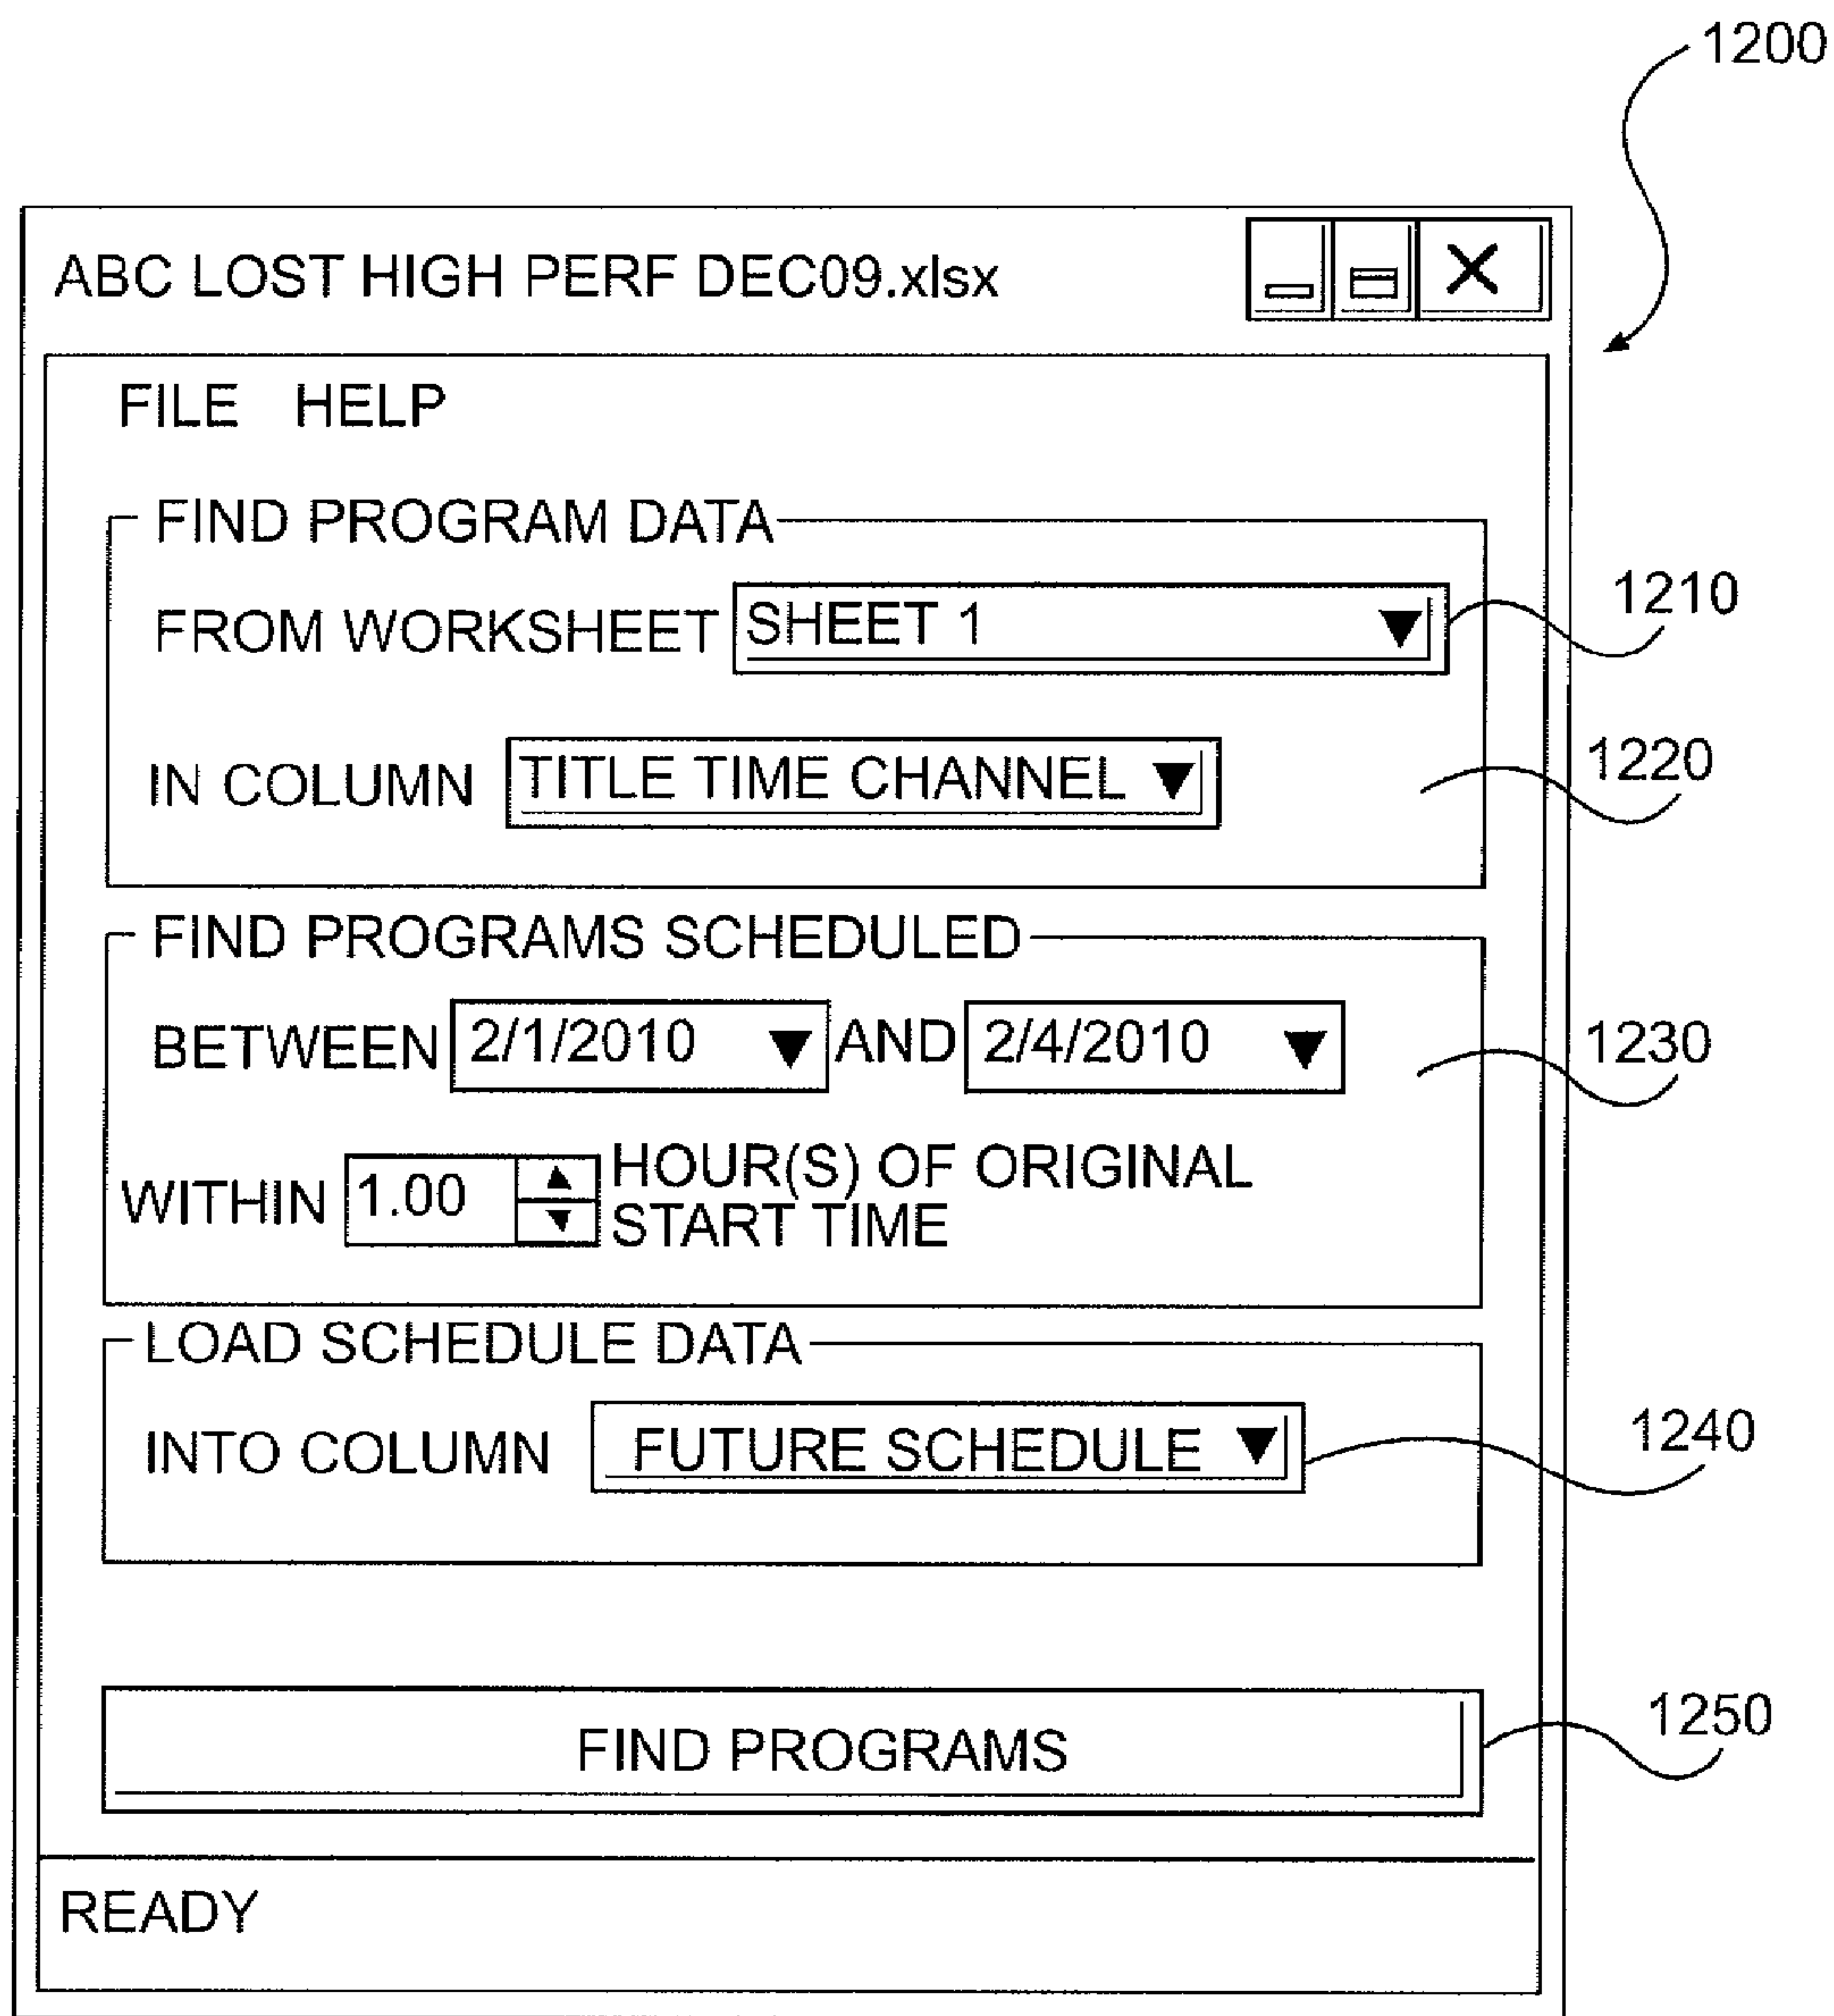 1200
ABC LOST HIGH PERF DEC09.xlsx
FILE HELP
FIND PROGRAM DATA
FROM WORKSHEET SHEET 1
1210
IN COLUMN TITLE TIME CHANNEL
1220
FIND PROGRAMS SCHEDULED
BETWEEN 2/1/2010 AND 2/4/2010
1230
WITHIN 1.00 HOUR(S) OF ORIGINAL
START TIME
LOAD SCHEDULE DATA
INTO COLUMN FUTURE SCHEDULE
1240
FIND PROGRAMS
1250
READY